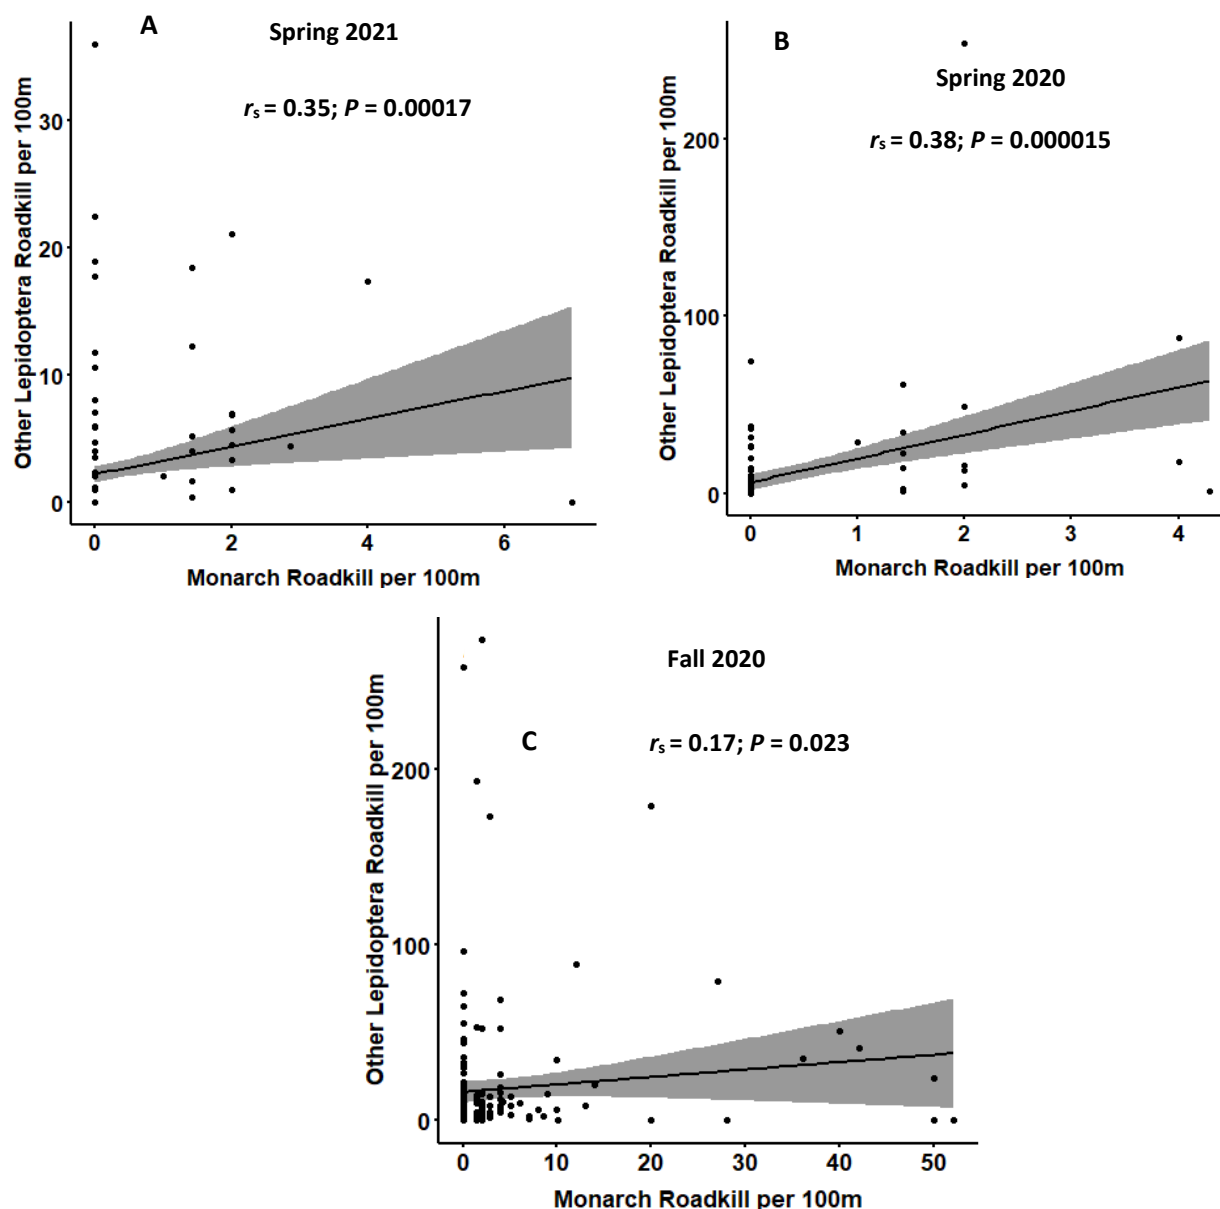 A
Spring 2021
rs = 0.35; P = 0.00017
Other Lepidoptera Roadkill per 100m
30
20
10
0
0 2 4 6
Monarch Roadkill per 100m
B
Spring 2020
rs = 0.38; P = 0.000015
Other Lepidoptera Roadkill per 100m
200
100
0
0 1 2 3 4
Monarch Roadkill per 100m
Fall 2020
C
rs = 0.17; P = 0.023
Other Lepidoptera Roadkill per 100m
200
100
0
0 10 20 30 40 50
Monarch Roadkill per 100m